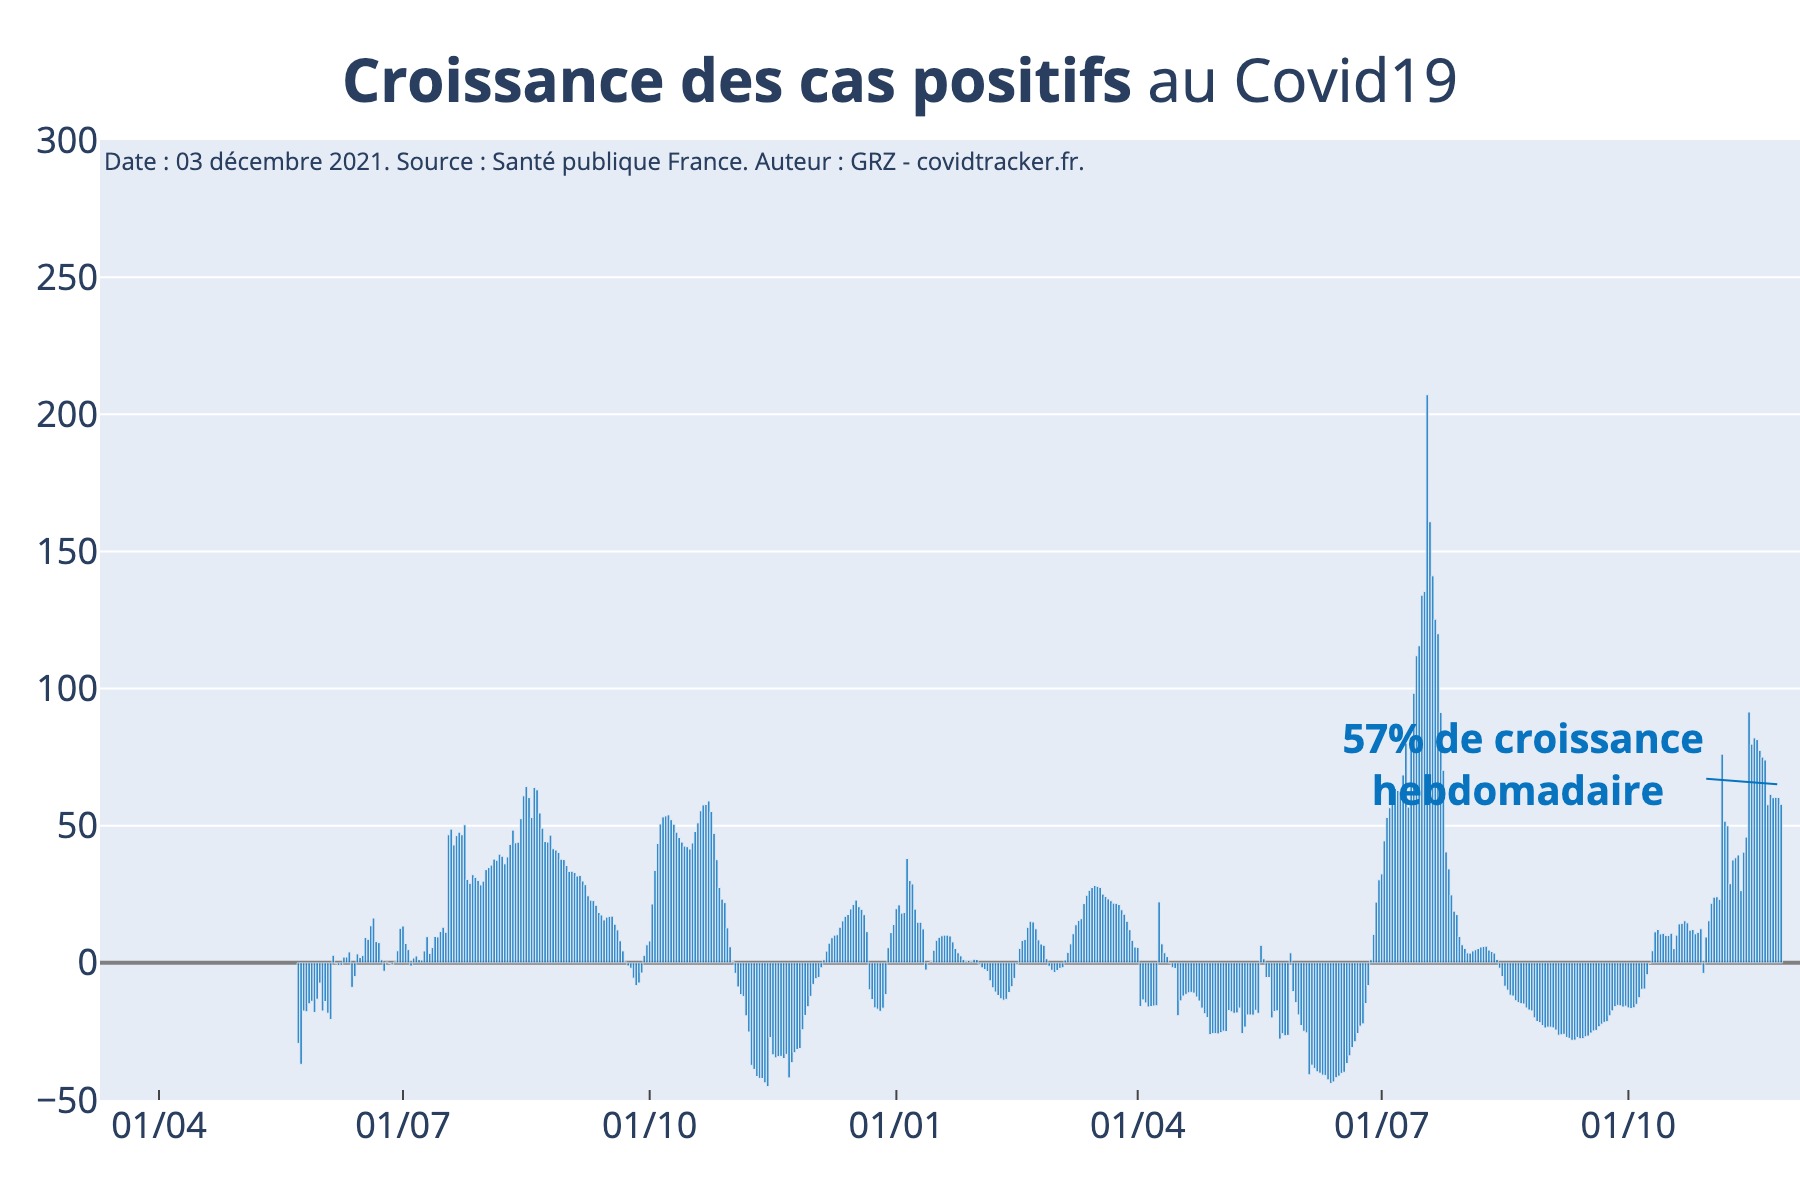 Croissance des cas positifs au Covid19
300
Date : 03 décembre 2021. Source : Santé publique France. Auteur : GRZ - covidtracker.fr.
250
200
150
100
57% de croissance
hebdomadaire
50
0
−50
01/04 01/07 01/10 01/01 01/04 01/07 01/10